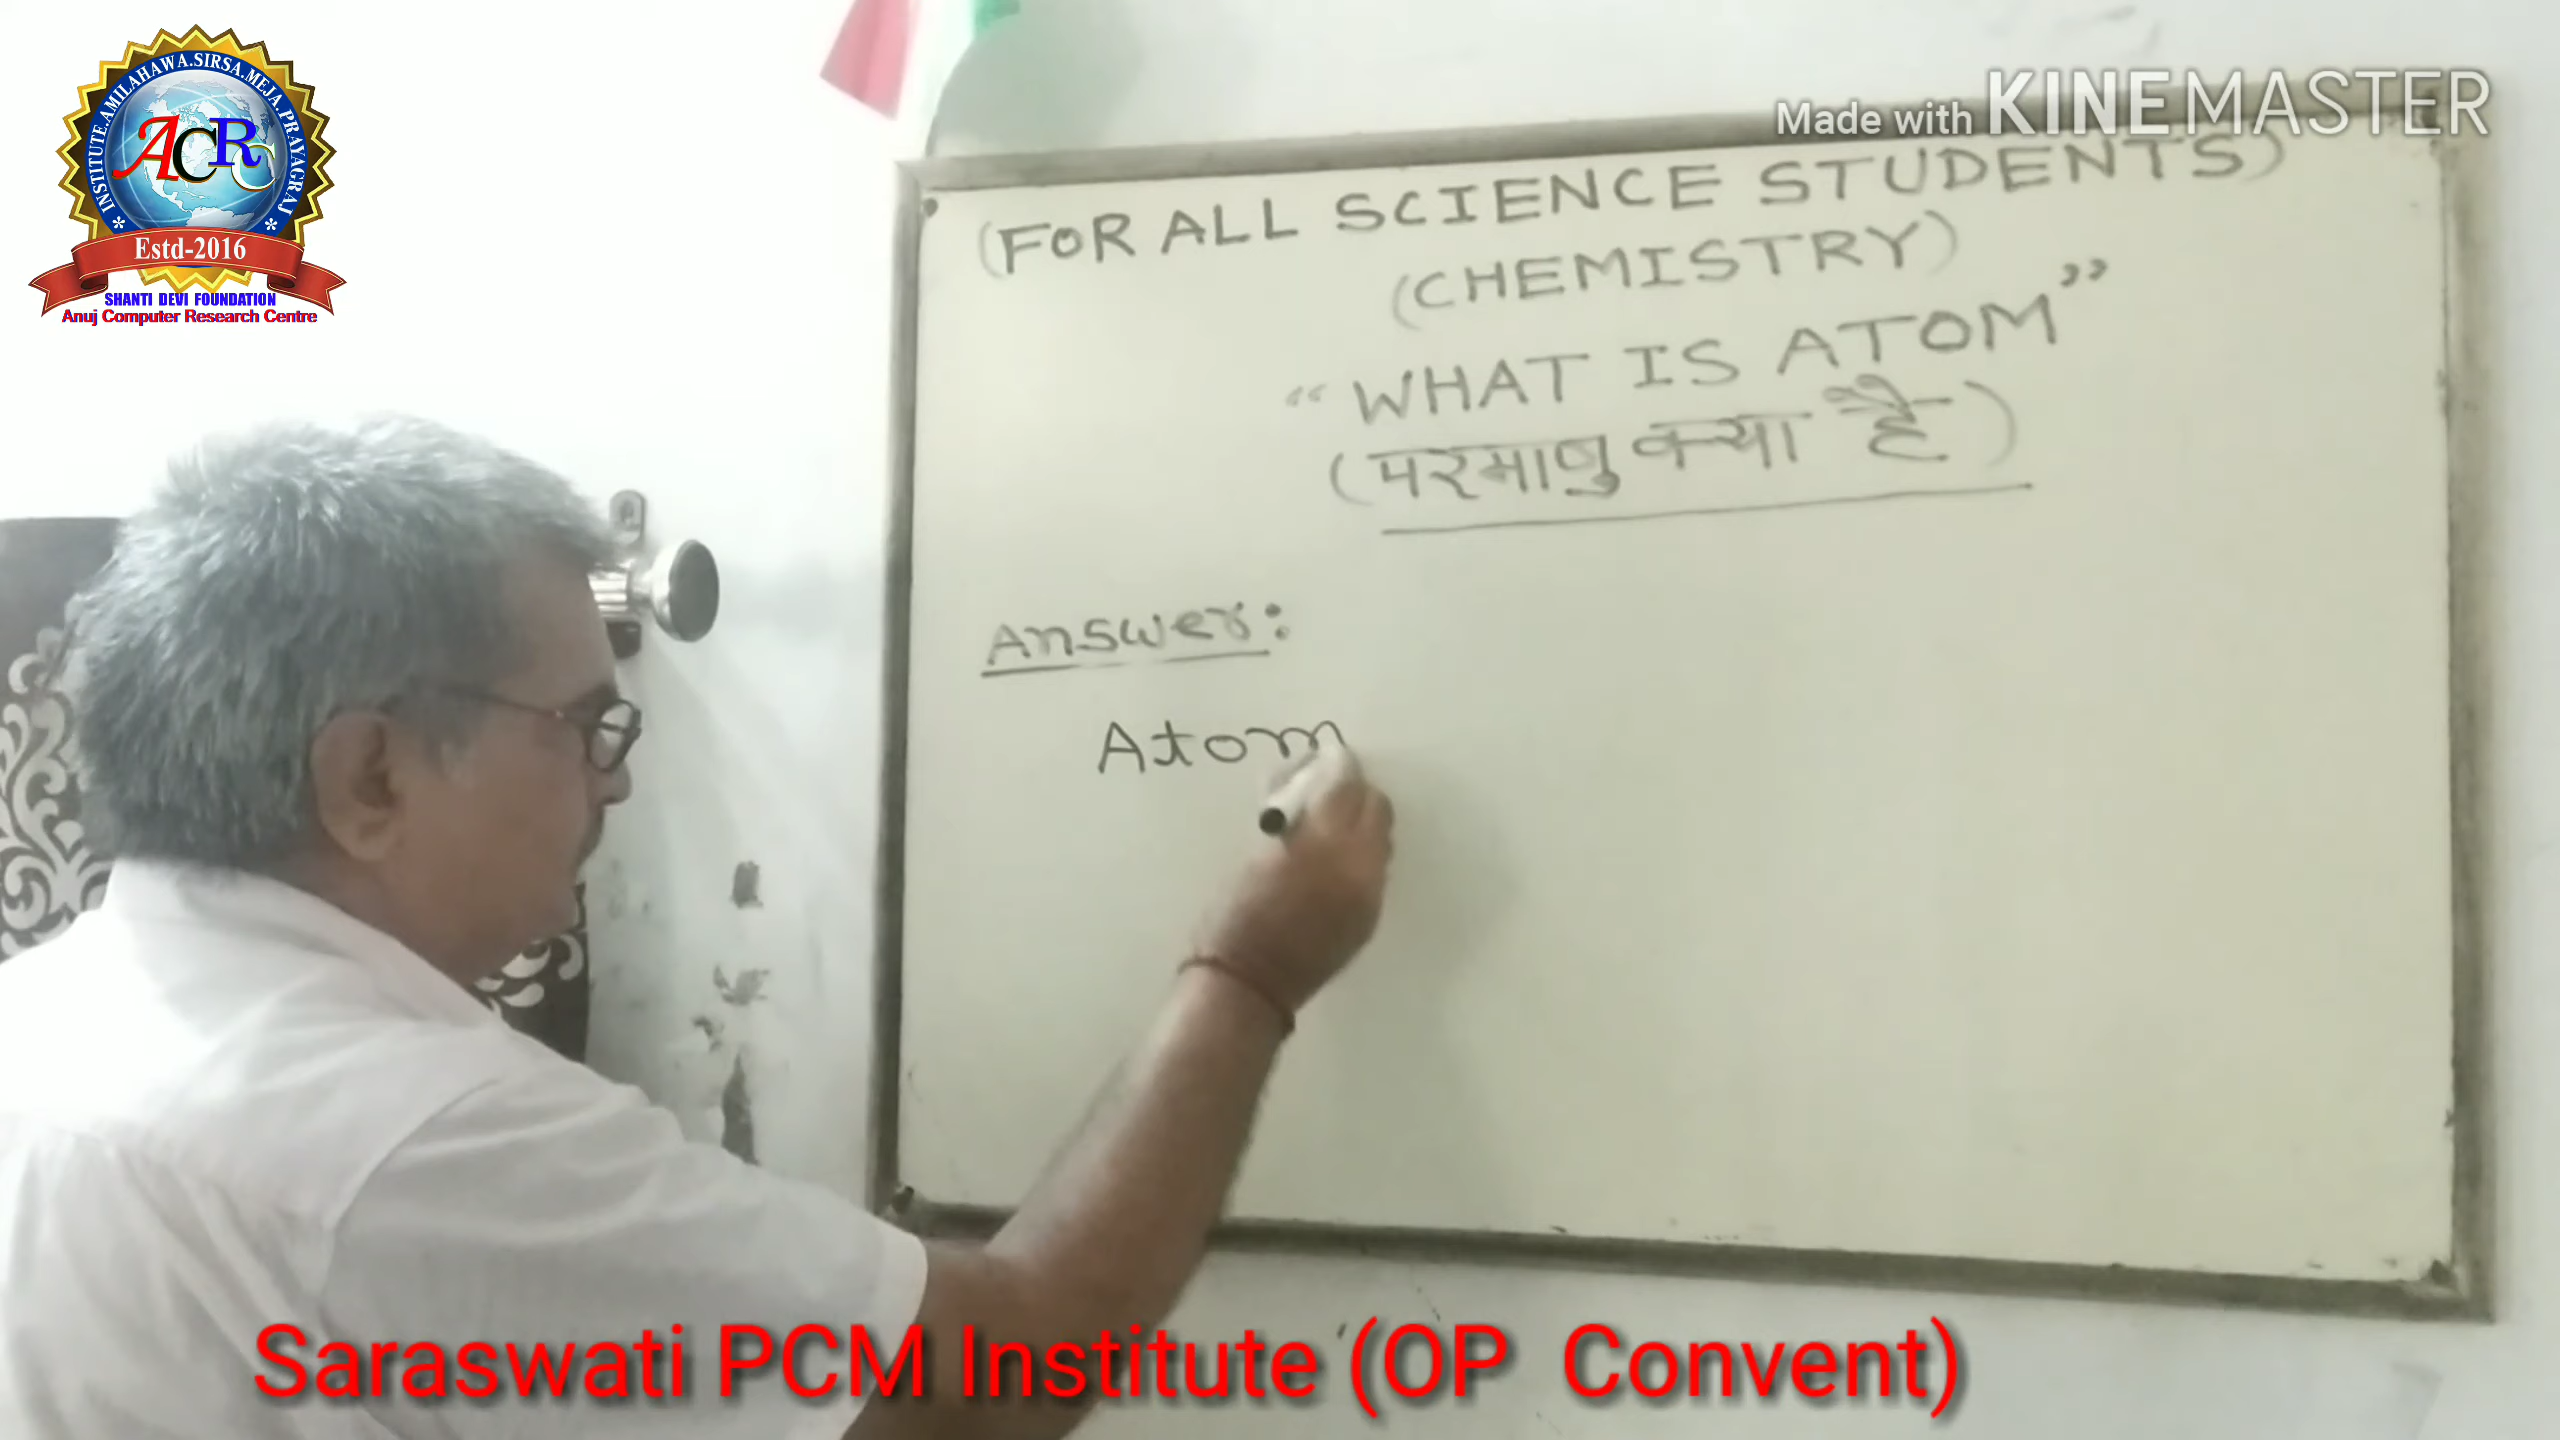 INSTITUTE.AMILAHAWA.SIRSA.MEJA.PRAYAGRAJ
ACRC
Estd-2016
SHANTI DEVI FOUNDATION
Anuj Computer Research Centre
Made with KINEMASTER
(FOR ALL SCIENCE STUDENTS)
(CHEMISTRY)
“WHAT IS ATOM”
(परमाणु क्या है)
Answer:
Atom
Saraswati PCM Institute (OP Convent)